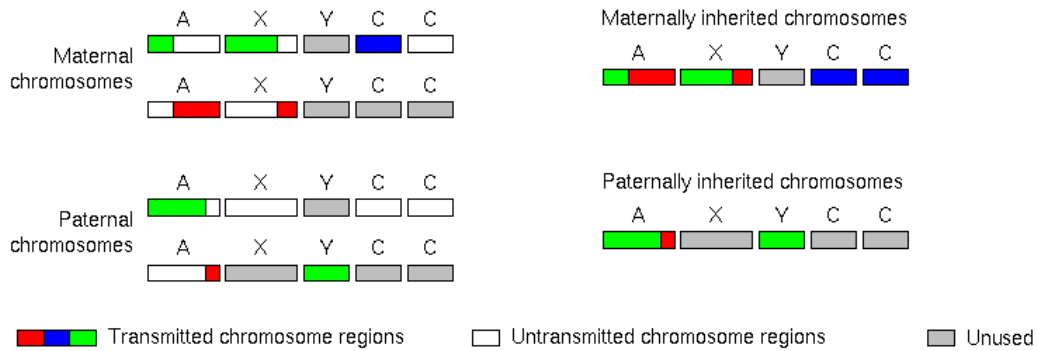 A X Y C C
Maternal
chromosomes
A X Y C C
Maternally inherited chromosomes
A X Y C C
A X Y C C
Paternal
chromosomes
A X Y C C
Paternally inherited chromosomes
A X Y C C
Transmitted chromosome regions
Untransmitted chromosome regions
Unused